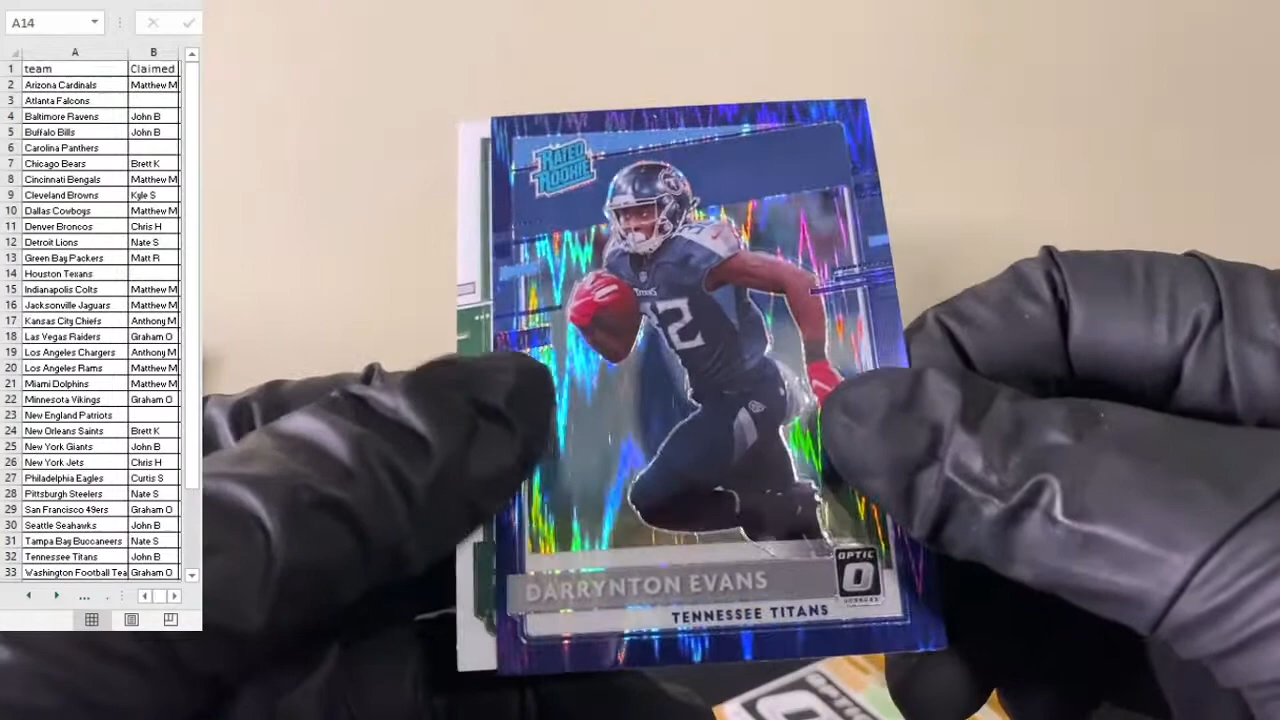 A14
A B
1 team Claimed
2 Arizona Cardinals Matthew M
3 Atlanta Falcons
4 Baltimore Ravens John B
5 Buffalo Bills John B
6 Carolina Panthers
7 Chicago Bears Brett K
8 Cincinnati Bengals Matthew M
9 Cleveland Browns Kyle S
10 Dallas Cowboys Matthew M
11 Denver Broncos Chris H
12 Detroit Lions Nate S
13 Green Bay Packers Matt R
14 Houston Texans
15 Indianapolis Colts Matthew M
16 Jacksonville Jaguars Matthew M
17 Kansas City Chiefs Anthony M
18 Las Vegas Raiders Graham O
19 Los Angeles Chargers Anthony M
20 Los Angeles Rams Matthew M
21 Miami Dolphins Matthew M
22 Minnesota Vikings Graham O
23 New England Patriots
24 New Orleans Saints Brett K
25 New York Giants John B
26 New York Jets Chris H
27 Philadelphia Eagles Curtis S
28 Pittsburgh Steelers Nate S
29 San Francisco 49ers Graham O
30 Seattle Seahawks John B
31 Tampa Bay Buccaneers Nate S
32 Tennessee Titans John B
33 Washington Football Tea Graham O
RATED
ROOKIE
TITANS
32
DARRYNTON EVANS
TENNESSEE TITANS
OPTIC
O
DONRUSS
OPTIC